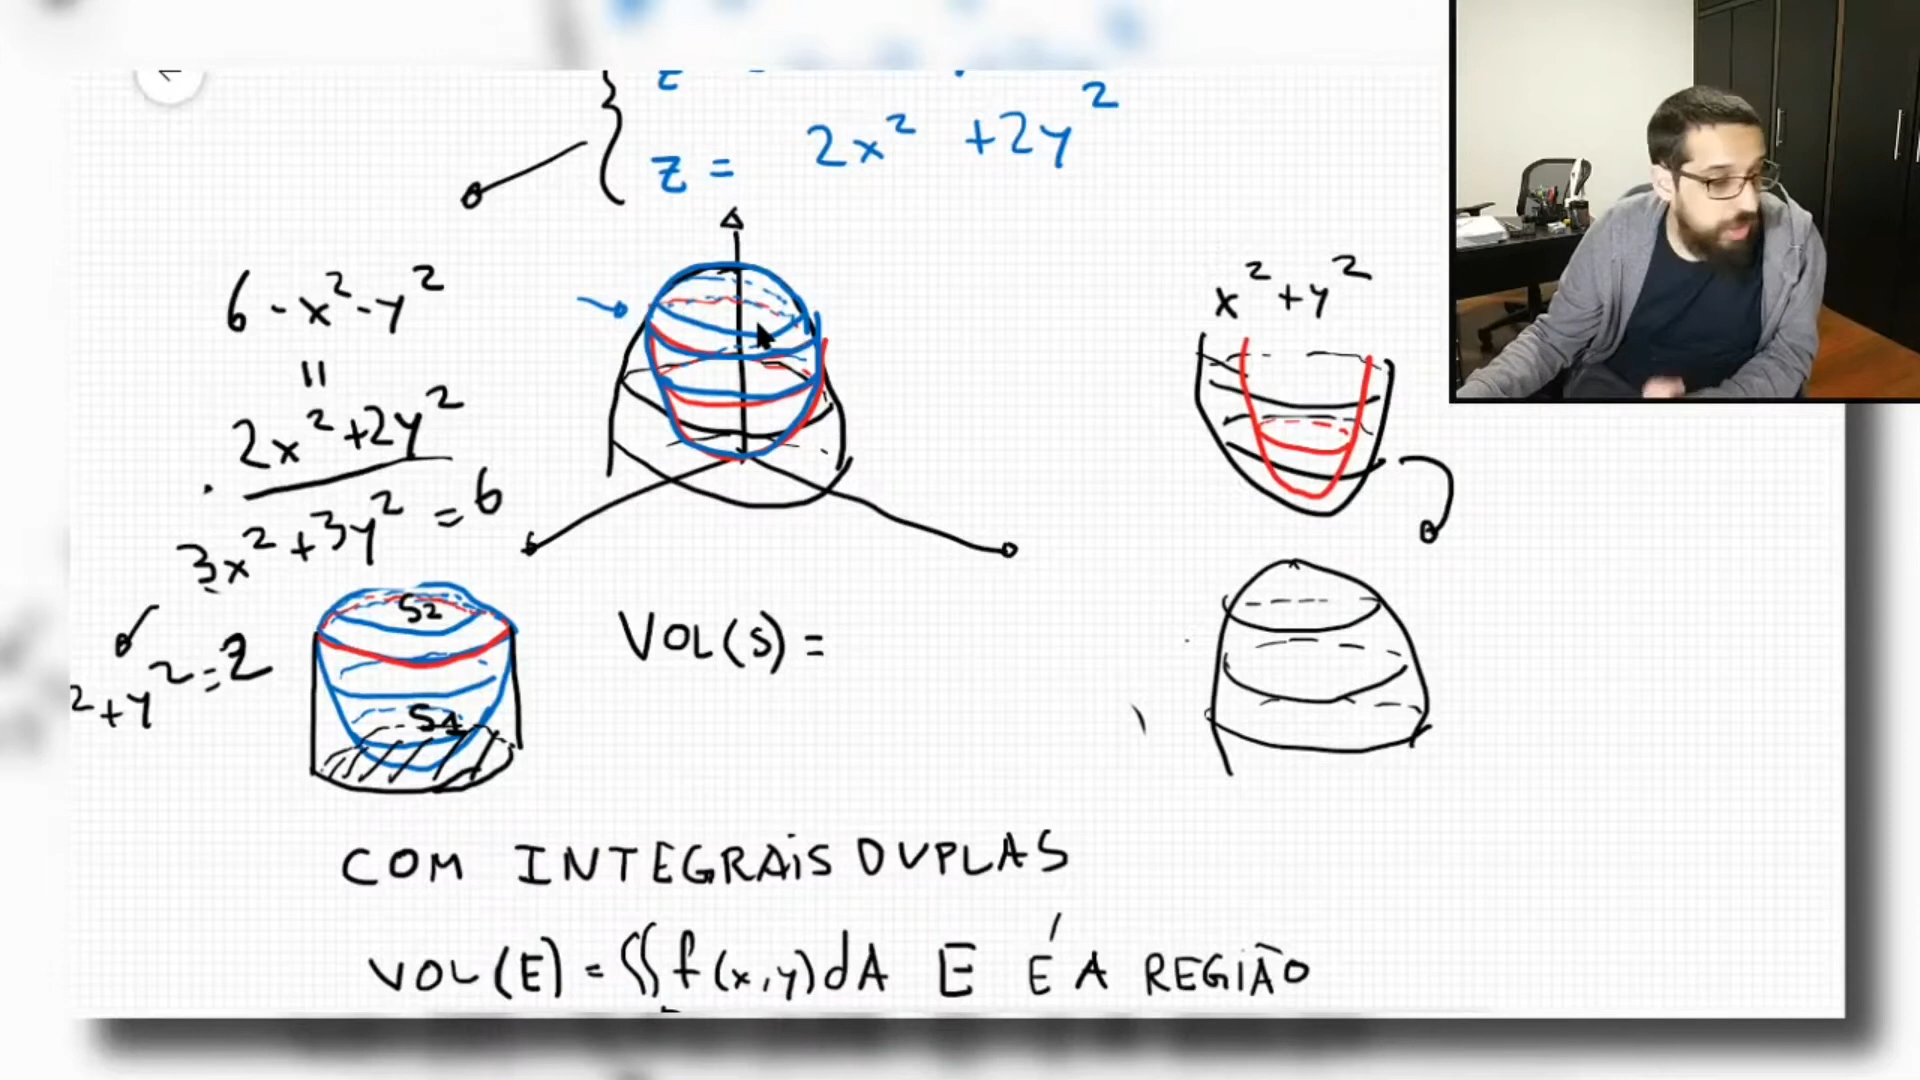 z = 2x² + 2y²
6 - x² - y²
=
2x² + 2y²
3x² + 3y² = 6
² + y² = 2
x² + y²
S2
S1
VOL(S) =
COM INTEGRAIS DUPLAS
VOL(E) = ∬ f(x,y)dA E É A REGIÃO